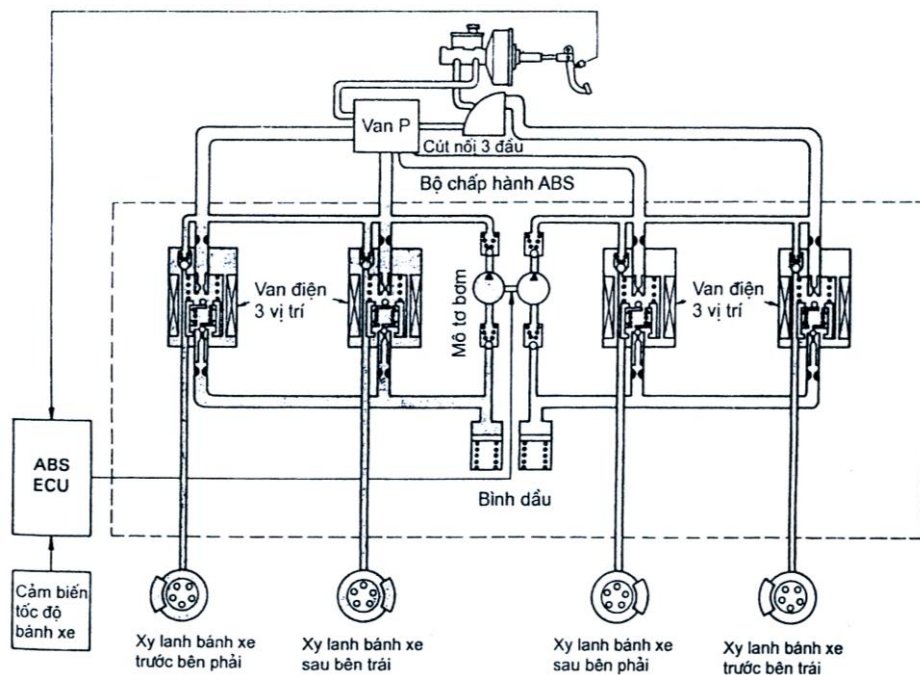 Van P
Cút nối 3 đầu
Bộ chấp hành ABS
Van điện
3 vị trí
Mô tơ bơm
Van điện
3 vị trí
ABS
ECU
Bình dầu
Cảm biến
tốc độ
bánh xe
Xy lanh bánh xe
trước bên phải
Xy lanh bánh xe
sau bên trái
Xy lanh bánh xe
sau bên phải
Xy lanh bánh xe
trước bên trái